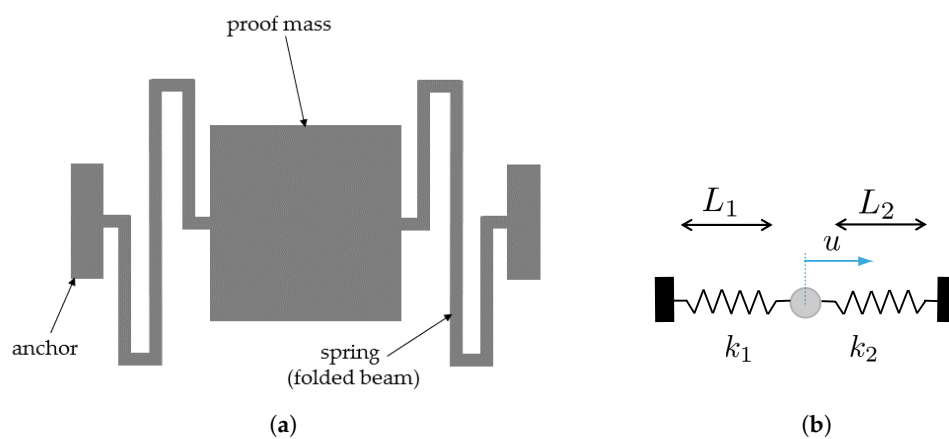 proof mass
anchor
spring
(folded beam)
(a)
L₁
L₂
u
k₁
k₂
(b)